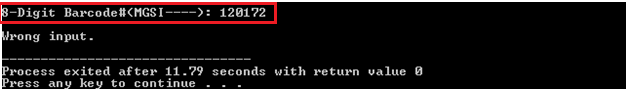 8-Digit Barcode#(MGSI----): 120172
Wrong input.
--------------------------------
Process exited after 11.79 seconds with return value 0
Press any key to continue . . .